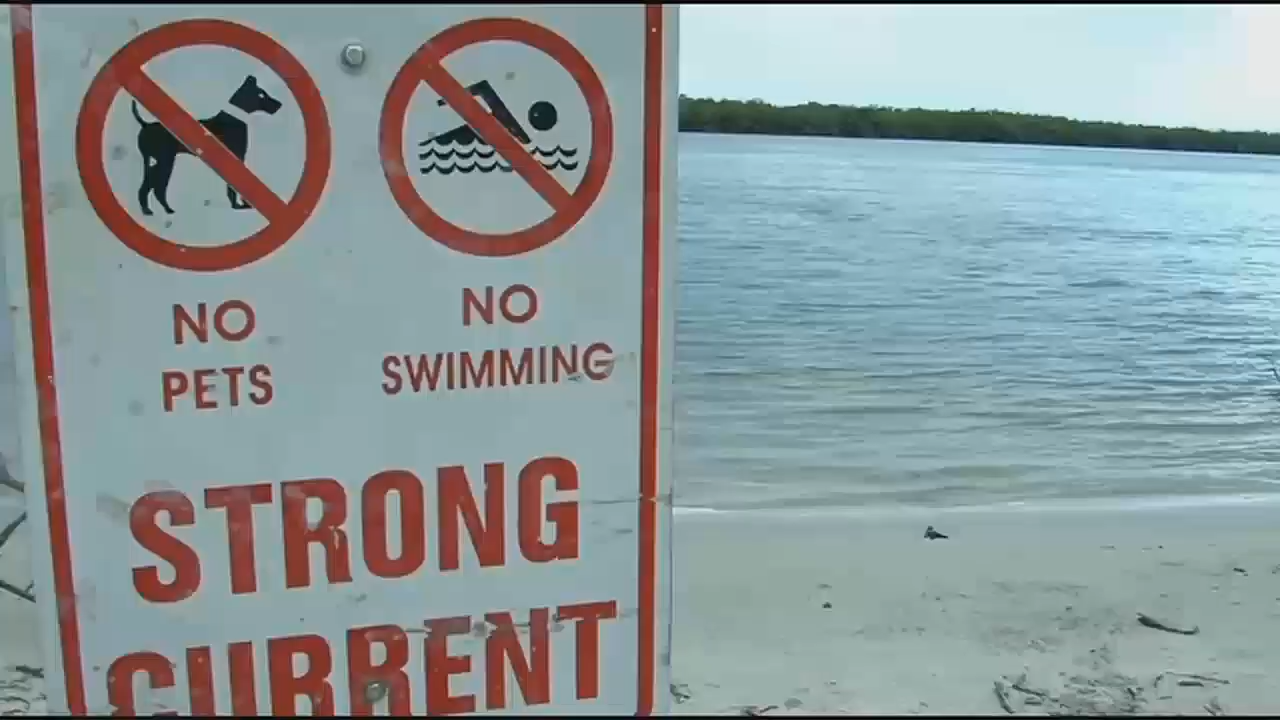 NO
PETS
NO
SWIMMING
STRONG
CURRENT